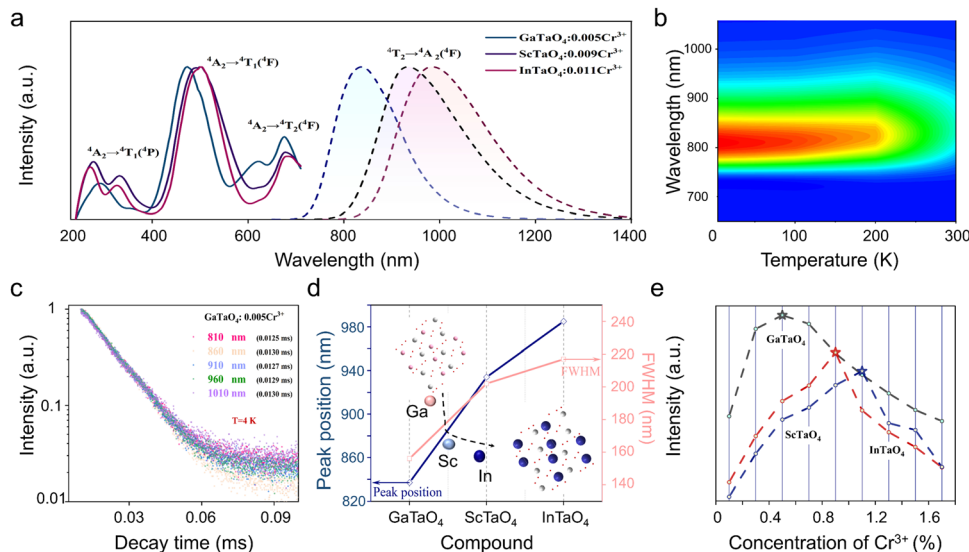 a
⁴A₂→⁴T₁(⁴F)
⁴T₂→⁴A₂(⁴F)
GaTaO₄:0.005Cr³⁺
ScTaO₄:0.009Cr³⁺
InTaO₄:0.011Cr³⁺
⁴A₂→⁴T₂(⁴F)
⁴A₂→⁴T₁(⁴P)
Intensity (a.u.)
200 400 600 800 1000 1200 1400
Wavelength (nm)
b
Wavelength (nm)
1000
900
800
700
0 100 200 300
Temperature (K)
c
Intensity (a.u.)
1
0.1
0.01
GaTaO₄: 0.005Cr³⁺
810 nm (0.0125 ms)
860 nm (0.0130 ms)
910 nm (0.0127 ms)
960 nm (0.0129 ms)
1010 nm (0.0130 ms)
T=4 K
0.03 0.06 0.09
Decay time (ms)
d
Peak position (nm)
980
940
900
860
820
Ga
Sc
In
FWHM
Peak position
240
220
200
180
160
140
FWHM (nm)
GaTaO₄ ScTaO₄ InTaO₄
Compound
e
Intensity (a.u.)
GaTaO₄
ScTaO₄
InTaO₄
0.0 0.4 0.8 1.2 1.6
Concentration of Cr³⁺ (%)